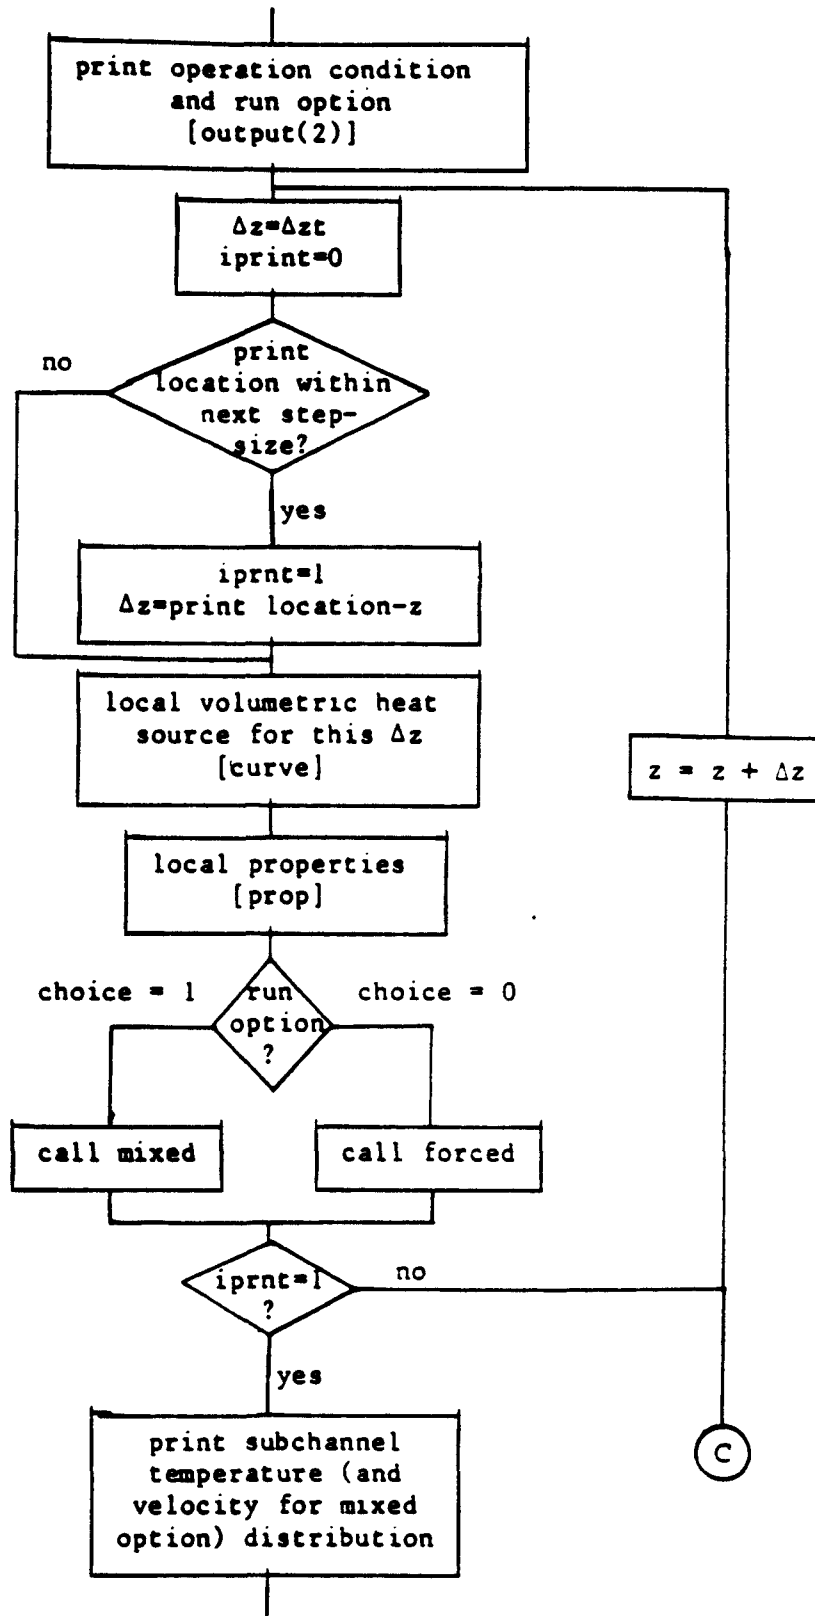 print operation condition
and run option
[output(2)]
Δz=Δzt
iprint=0
no
print
location within
next step-
size?
yes
iprnt=1
Δz=print location-z
local volumetric heat
source for this Δz
[curve]
z = z + Δz
local properties
[prop]
choice = 1
run
option
?
choice = 0
call mixed
call forced
iprnt=1
?
no
yes
print subchannel
temperature (and
velocity for mixed
option) distribution
C